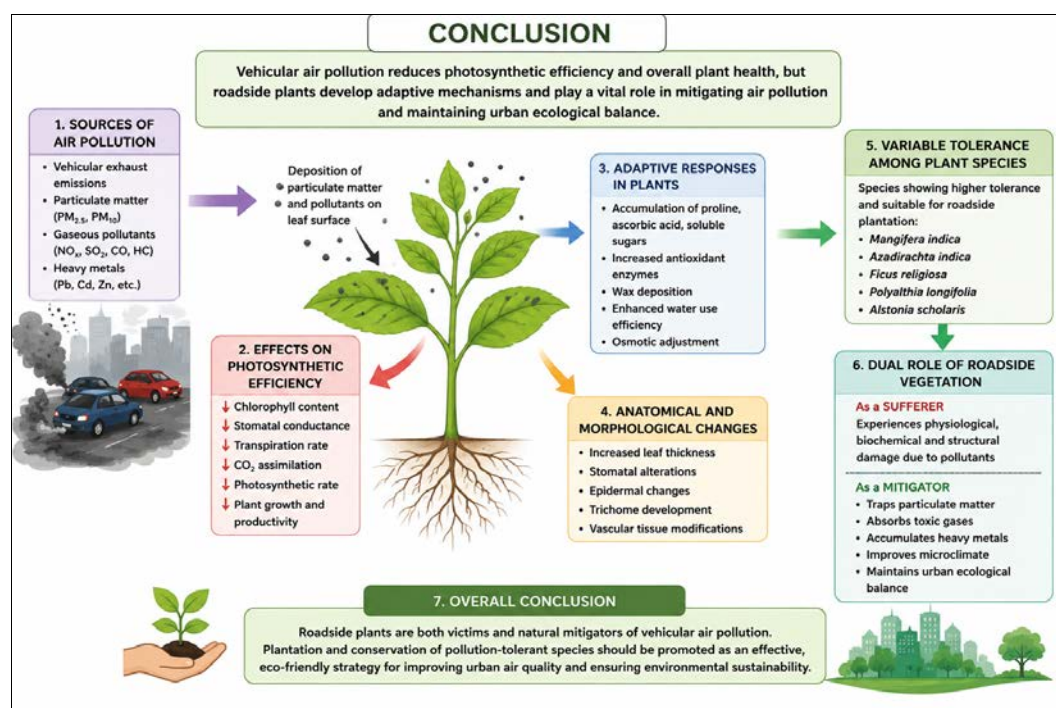 CONCLUSION
Vehicular air pollution reduces photosynthetic efficiency and overall plant health, but
roadside plants develop adaptive mechanisms and play a vital role in mitigating air pollution
and maintaining urban ecological balance.
1. SOURCES OF
AIR POLLUTION
• Vehicular exhaust
emissions
• Particulate matter
(PM₂.₅, PM₁₀)
• Gaseous pollutants
(NOₓ, SO₂, CO, HC)
• Heavy metals
(Pb, Cd, Zn, etc.)
Deposition of
particulate matter
and pollutants on
leaf surface
2. EFFECTS ON
PHOTOSYNTHETIC
EFFICIENCY
↓ Chlorophyll content
↓ Stomatal conductance
↓ Transpiration rate
↓ CO₂ assimilation
↓ Photosynthetic rate
↓ Plant growth and
productivity
3. ADAPTIVE RESPONSES
IN PLANTS
• Accumulation of proline,
ascorbic acid, soluble
sugars
• Increased antioxidant
enzymes
• Wax deposition
• Enhanced water use
efficiency
• Osmotic adjustment
4. ANATOMICAL AND
MORPHOLOGICAL CHANGES
• Increased leaf thickness
• Stomatal alterations
• Epidermal changes
• Trichome development
• Vascular tissue modifications
5. VARIABLE TOLERANCE
AMONG PLANT SPECIES
Species showing higher tolerance
and suitable for roadside
plantation:
• Mangifera indica
• Azadirachta indica
• Ficus religiosa
• Polyalthia longifolia
• Alstonia scholaris
6. DUAL ROLE OF ROADSIDE
VEGETATION
As a SUFFERER
Experiences physiological,
biochemical and structural
damage due to pollutants
As a MITIGATOR
• Traps particulate matter
• Absorbs toxic gases
• Accumulates heavy metals
• Improves microclimate
• Maintains urban ecological
balance
7. OVERALL CONCLUSION
Roadside plants are both victims and natural mitigators of vehicular air pollution.
Plantation and conservation of pollution-tolerant species should be promoted as an effective,
eco-friendly strategy for improving urban air quality and ensuring environmental sustainability.